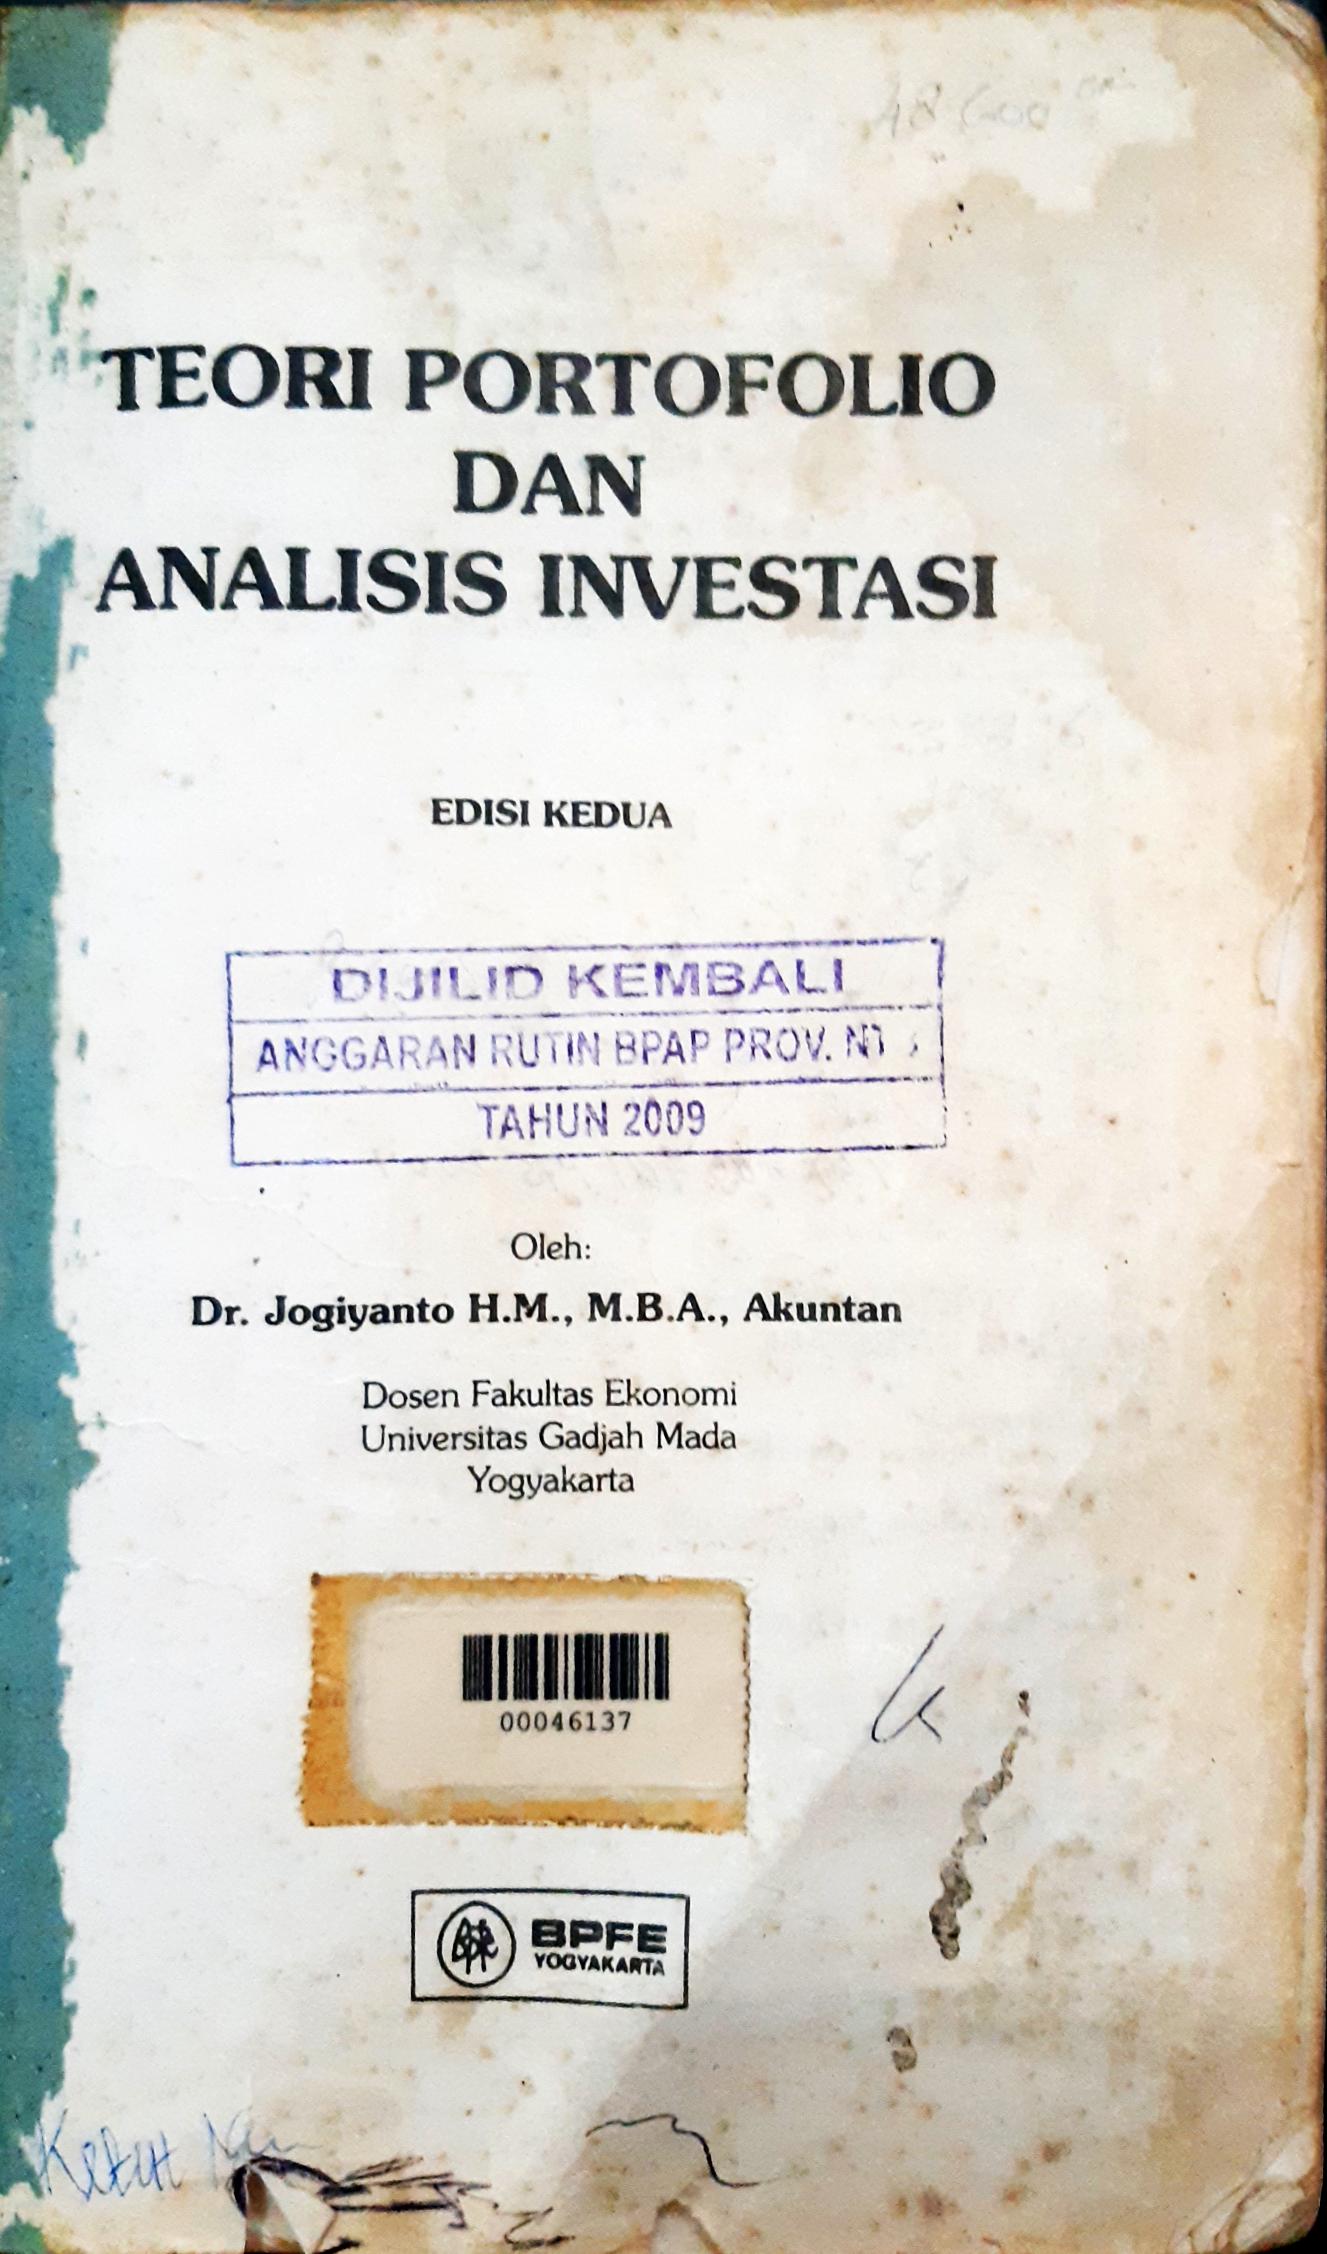 TEORI PORTOFOLIO
DAN
ANALISIS INVESTASI
EDISI KEDUA
DIJILID KEMBALI
ANGGARAN RUTIN BPAP PROV.
TAHUN 2009
Oleh:
Dr. Jogiyanto H.M., M.B.A., Akuntan
Dosen Fakultas Ekonomi
Universitas Gadjah Mada
Yogyakarta
00046137
BPFE
YOGYAKARTA